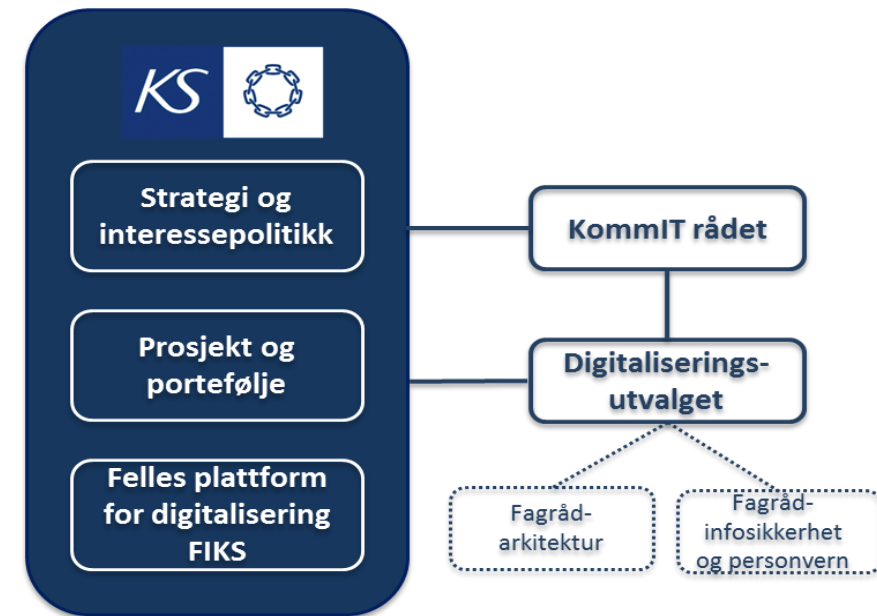 KS
Strategi og
interessepolitikk
Prosjekt og
portefølje
Felles plattform
for digitalisering
FIKS
KommIT rådet
Digitaliserings-
utvalget
Fagråd-
arkitektur
Fagråd-
infosikkerhet
og personvern